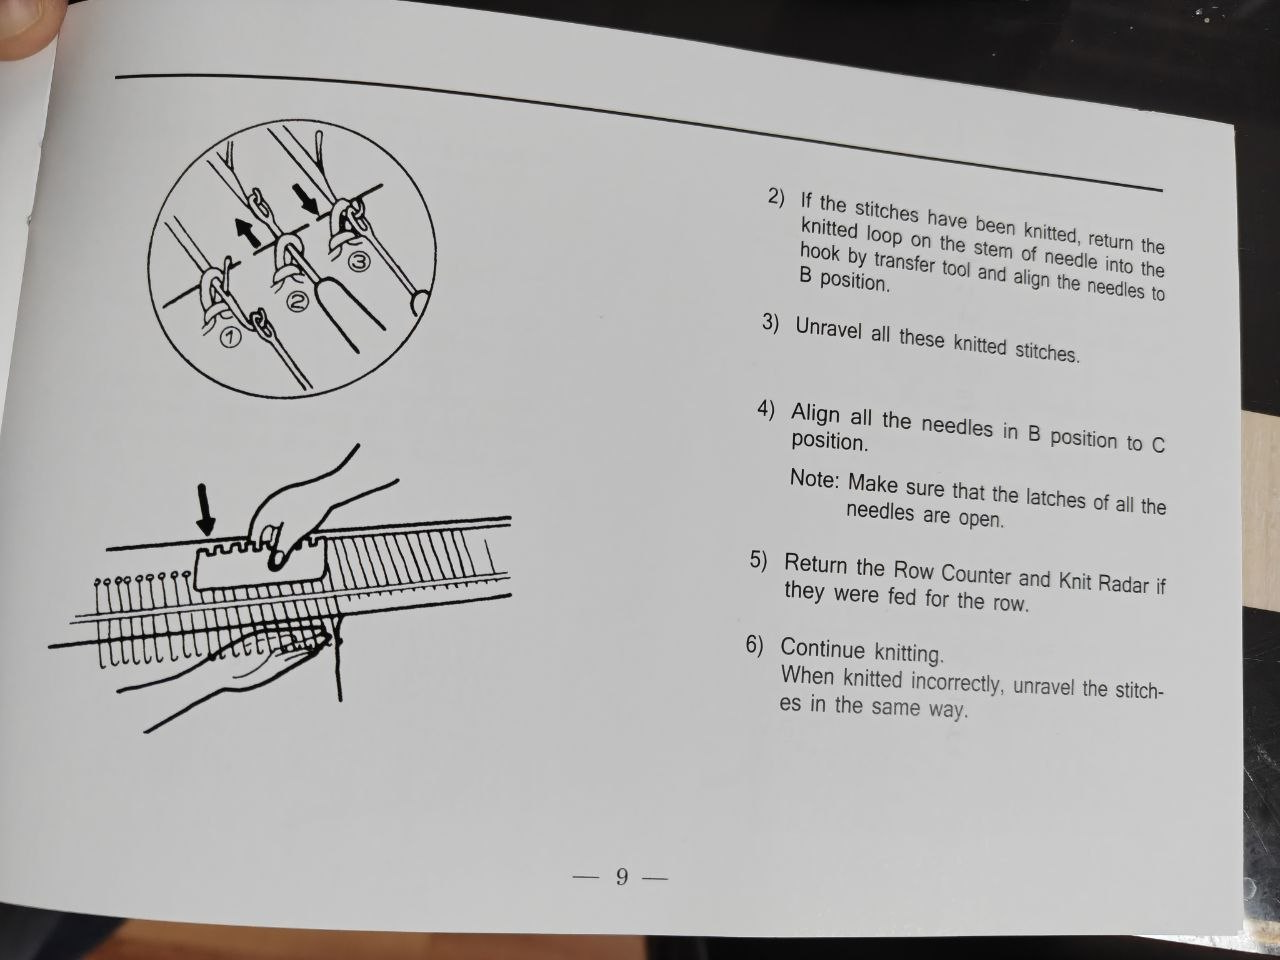 ①
②
③
2) If the stitches have been knitted, return the
knitted loop on the stem of needle into the
hook by transfer tool and align the needles to
B position.
3) Unravel all these knitted stitches.
4) Align all the needles in B position to C
position.
Note: Make sure that the latches of all the
needles are open.
5) Return the Row Counter and Knit Radar if
they were fed for the row.
6) Continue knitting.
When knitted incorrectly, unravel the stitch-
es in the same way.
— 9 —